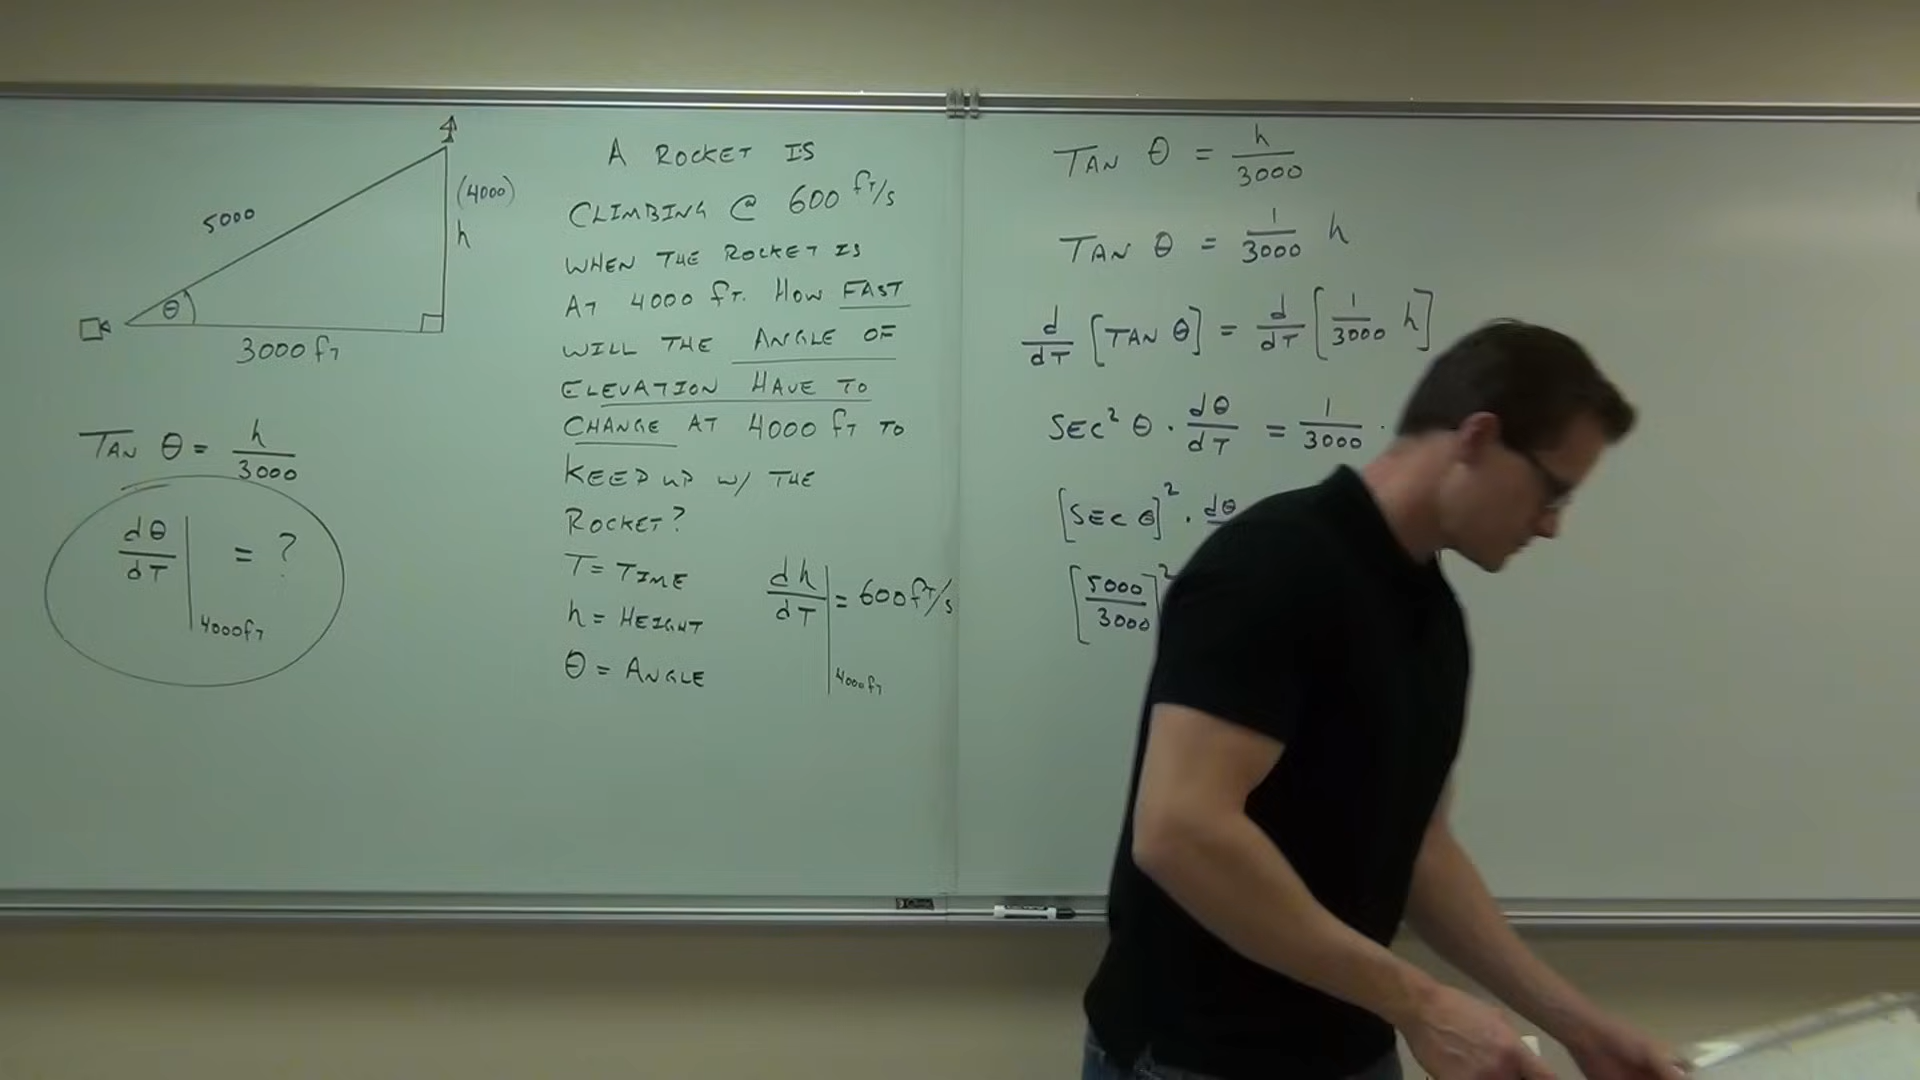 5000
(4000)
h
θ
3000 ft
TAN θ = h/3000
dθ/dT | 4000 ft = ?
A ROCKET IS
CLIMBING @ 600 ft/s
WHEN THE ROCKET IS
AT 4000 ft. HOW FAST
WILL THE ANGLE OF
ELEVATION HAVE TO
CHANGE AT 4000 ft TO
KEEP UP W/ THE
ROCKET?
T = TIME
h = HEIGHT
θ = ANGLE
dh/dT | 4000 ft = 600 ft/s
TAN θ = h/3000
TAN θ = 1/3000 h
d/dT [TAN θ] = d/dT [1/3000 h]
SEC² θ · dθ/dT = 1/3000 ·
[SEC θ]² · dθ
[5000/3000]²